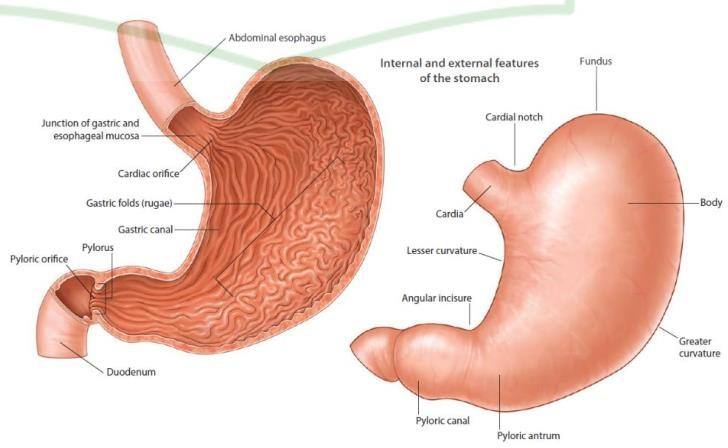 Abdominal esophagus
Junction of gastric and
esophageal mucosa
Cardiac orifice
Gastric folds (rugae)
Gastric canal
Pylorus
Pyloric orifice
Duodenum
Internal and external features
of the stomach
Fundus
Cardial notch
Cardia
Body
Lesser curvature
Angular incisure
Greater
curvature
Pyloric canal
Pyloric antrum